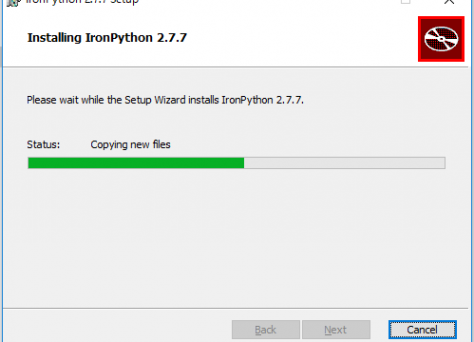 IronPython 2.7.7 Setup
Installing IronPython 2.7.7
Please wait while the Setup Wizard installs IronPython 2.7.7.
Status: Copying new files
Back Next Cancel